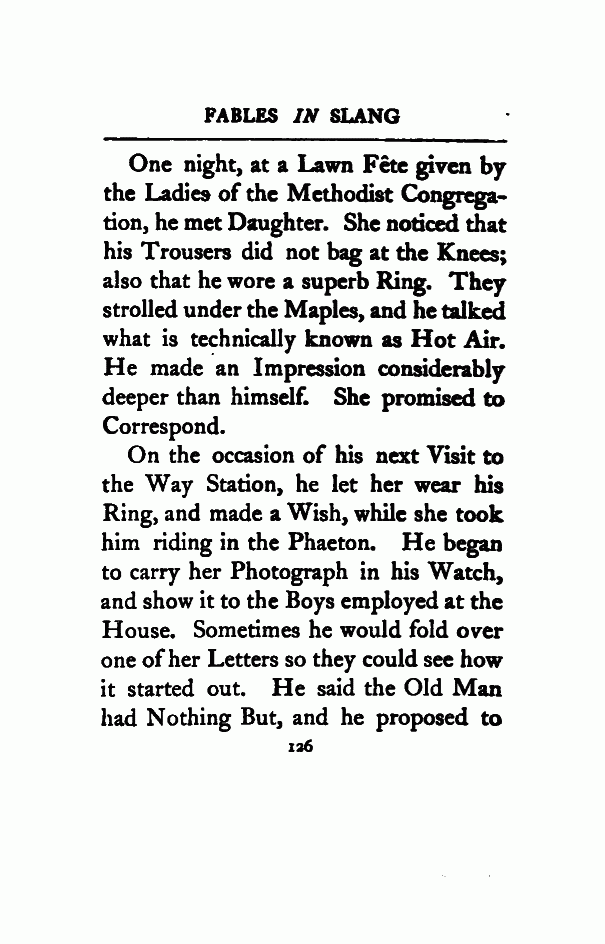 FABLES IN SLANG
One night, at a Lawn Fête given by
the Ladies of the Methodist Congrega-
tion, he met Daughter. She noticed that
his Trousers did not bag at the Knees;
also that he wore a superb Ring. They
strolled under the Maples, and he talked
what is technically known as Hot Air.
He made an Impression considerably
deeper than himself. She promised to
Correspond.
On the occasion of his next Visit to
the Way Station, he let her wear his
Ring, and made a Wish, while she took
him riding in the Phaeton. He began
to carry her Photograph in his Watch,
and show it to the Boys employed at the
House. Sometimes he would fold over
one of her Letters so they could see how
it started out. He said the Old Man
had Nothing But, and he proposed to
126